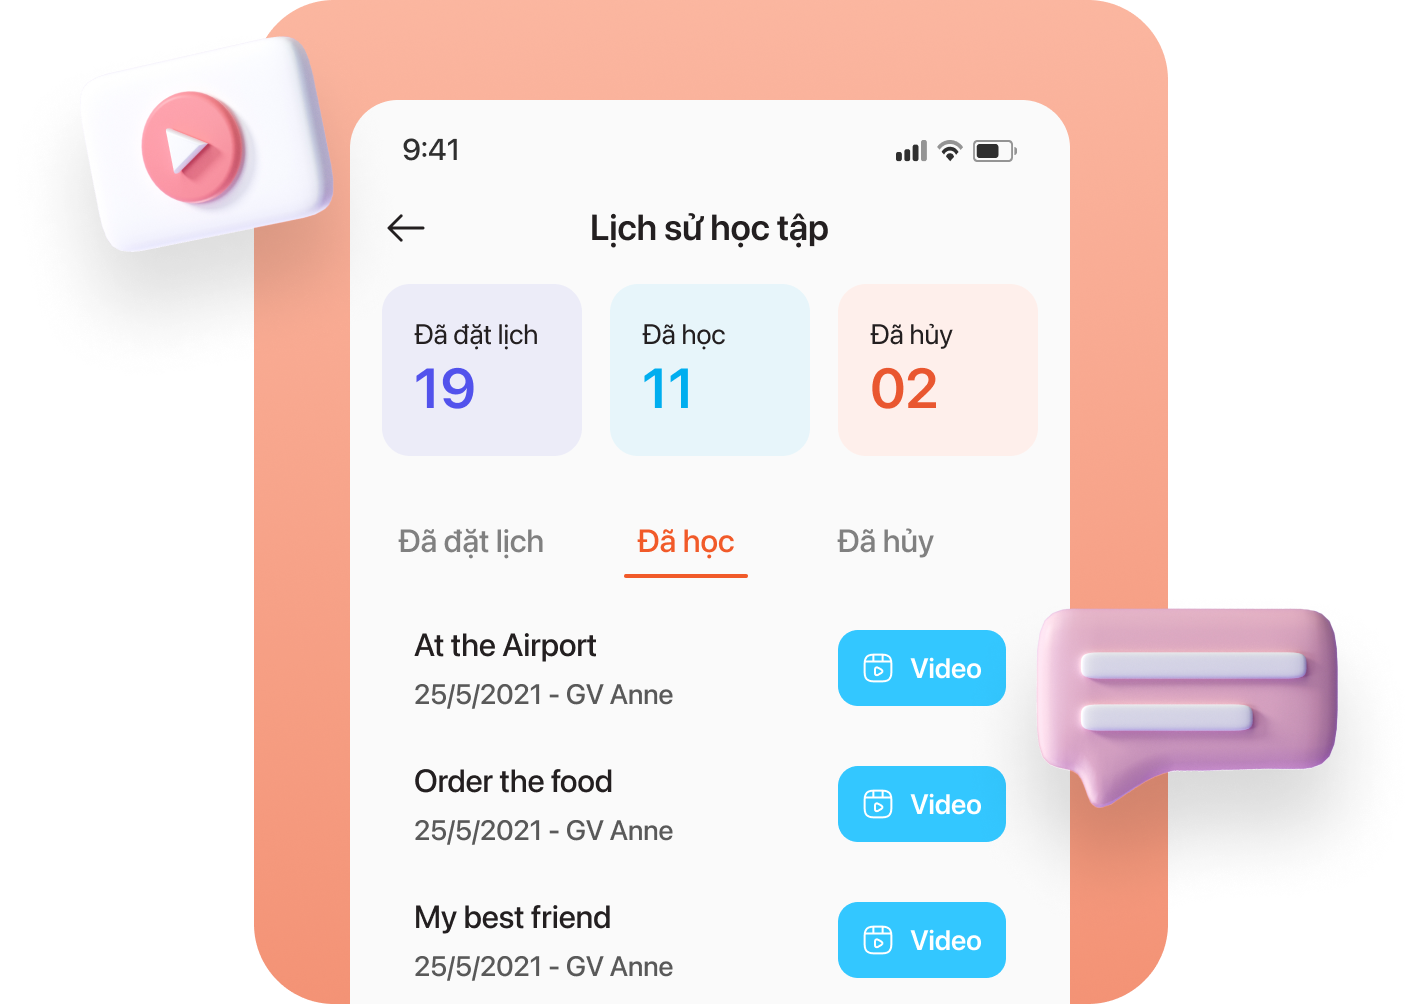 9:41
Lịch sử học tập
Đã đặt lịch
19
Đã học
11
Đã hủy
02
Đã đặt lịch
Đã học
Đã hủy
At the Airport
25/5/2021 - GV Anne
Video
Order the food
25/5/2021 - GV Anne
Video
My best friend
25/5/2021 - GV Anne
Video